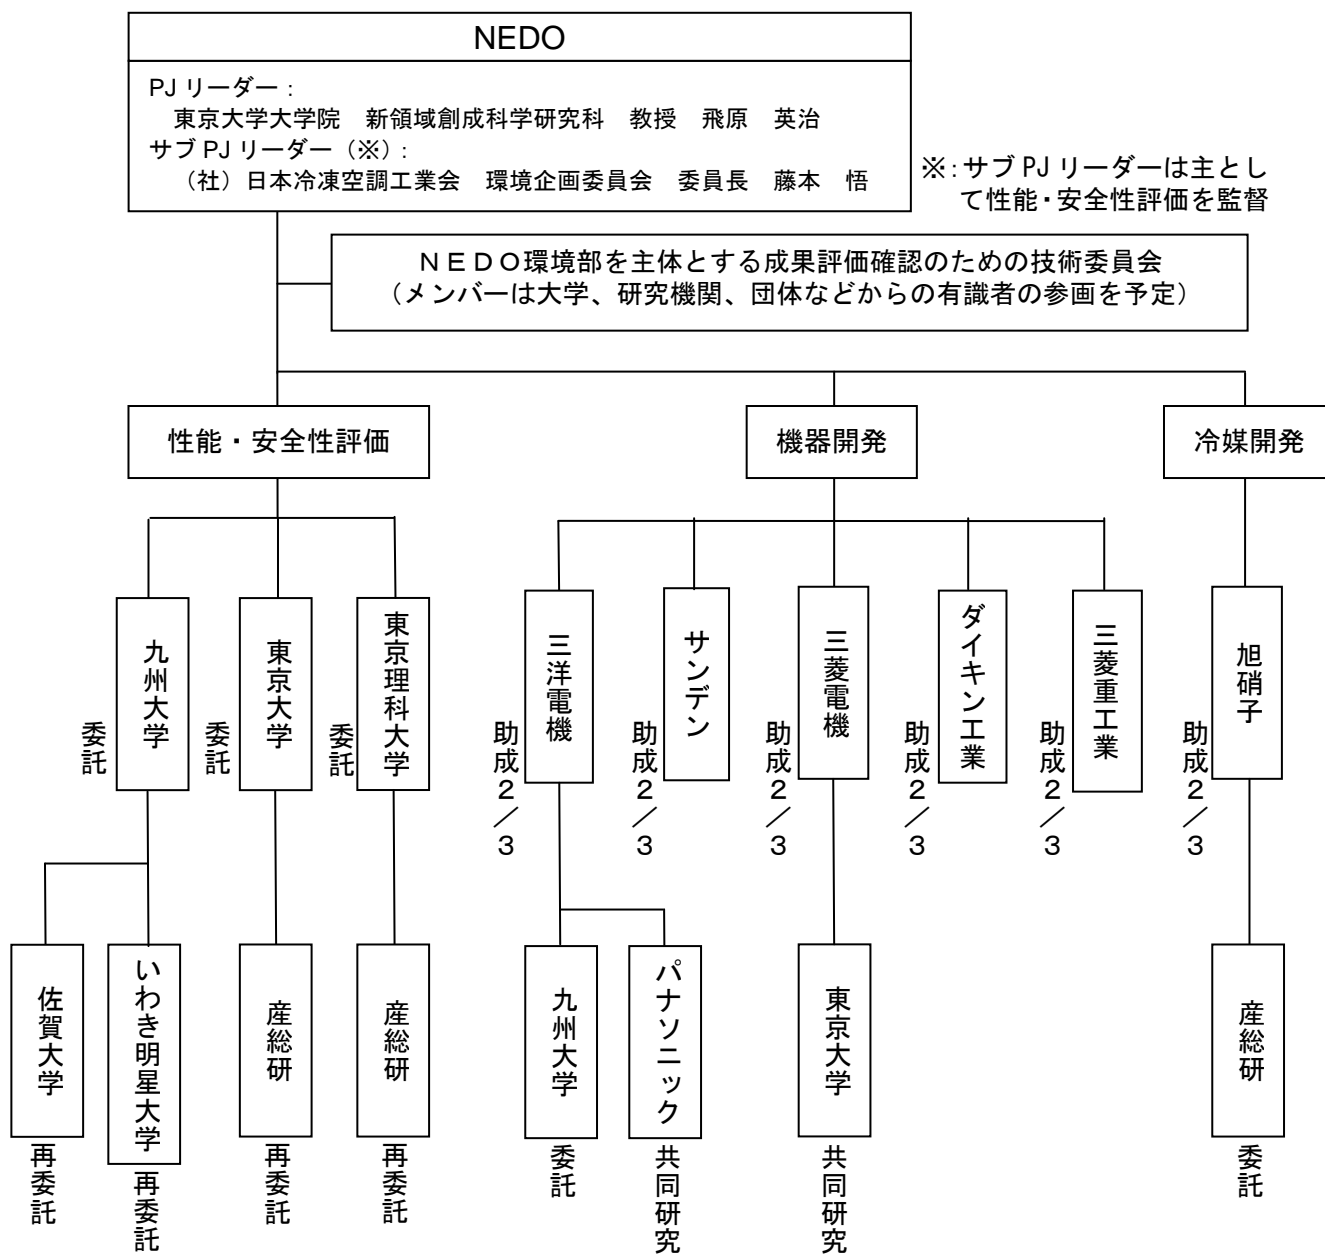 NEDO
PJ リーダー：
東京大学大学院　新領域創成科学研究科　教授　飛原　英治
サブ PJ リーダー（※）：
（社）日本冷凍空調工業会　環境企画委員会　委員長　藤本　悟
※：サブ PJ リーダーは主とし
て性能・安全性評価を監督
ＮＥＤＯ環境部を主体とする成果評価確認のための技術委員会
（メンバーは大学、研究機関、団体などからの有識者の参画を予定）
性能・安全性評価
機器開発
冷媒開発
九州大学
委託
東京大学
委託
東京理科大学
委託
三洋電機
助成２／３
サンデン
助成２／３
三菱電機
助成２／３
ダイキン工業
助成２／３
三菱重工業
助成２／３
旭硝子
助成２／３
佐賀大学
再委託
いわき明星大学
再委託
産総研
再委託
産総研
再委託
九州大学
委託
パナソニック
共同研究
東京大学
共同研究
産総研
委託